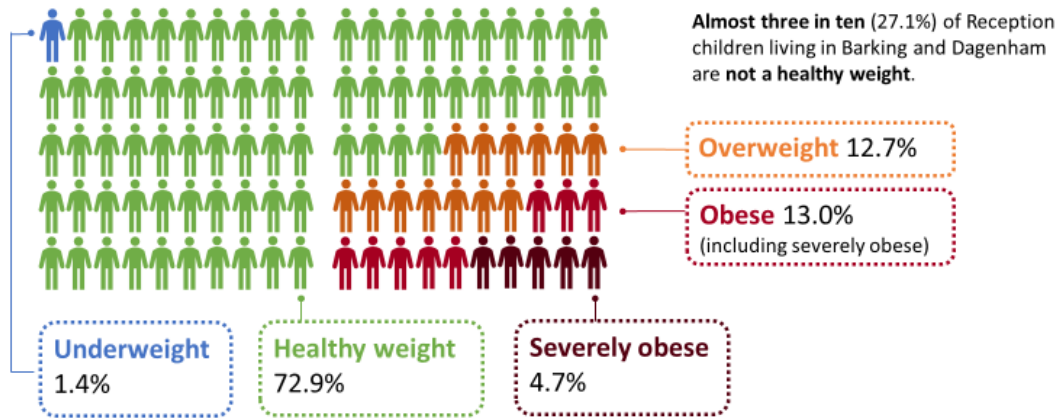 Almost three in ten (27.1%) of Reception
children living in Barking and Dagenham
are not a healthy weight.
Overweight 12.7%
Obese 13.0%
(including severely obese)
Underweight
1.4%
Healthy weight
72.9%
Severely obese
4.7%